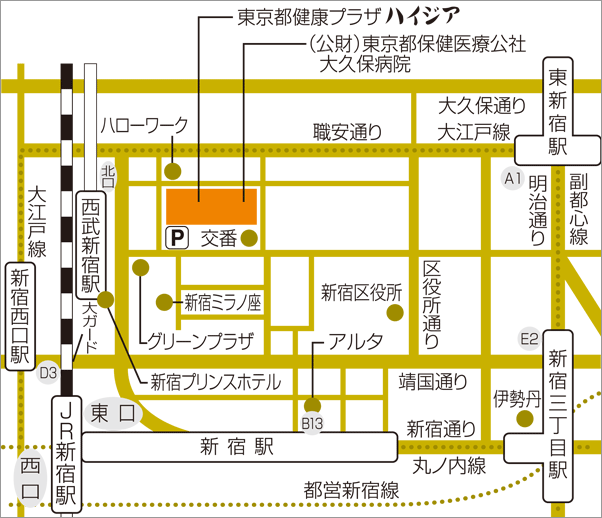 東京都健康プラザ ハイジア
(公財)東京都保健医療公社
大久保病院
東新宿駅
大久保通り
大江戸線
職安通り
ハローワーク
北口
A1
明治通り
副都心線
大江戸線
西武新宿駅
P
交番
新宿西口駅
大ガード
新宿ミラノ座
グリーンプラザ
新宿区役所
区役所通り
アルタ
E2
D3
新宿プリンスホテル
靖国通り
新宿三丁目駅
伊勢丹
東口
B13
新宿通り
JR新宿駅
新宿駅
丸ノ内線
西口
都営新宿線